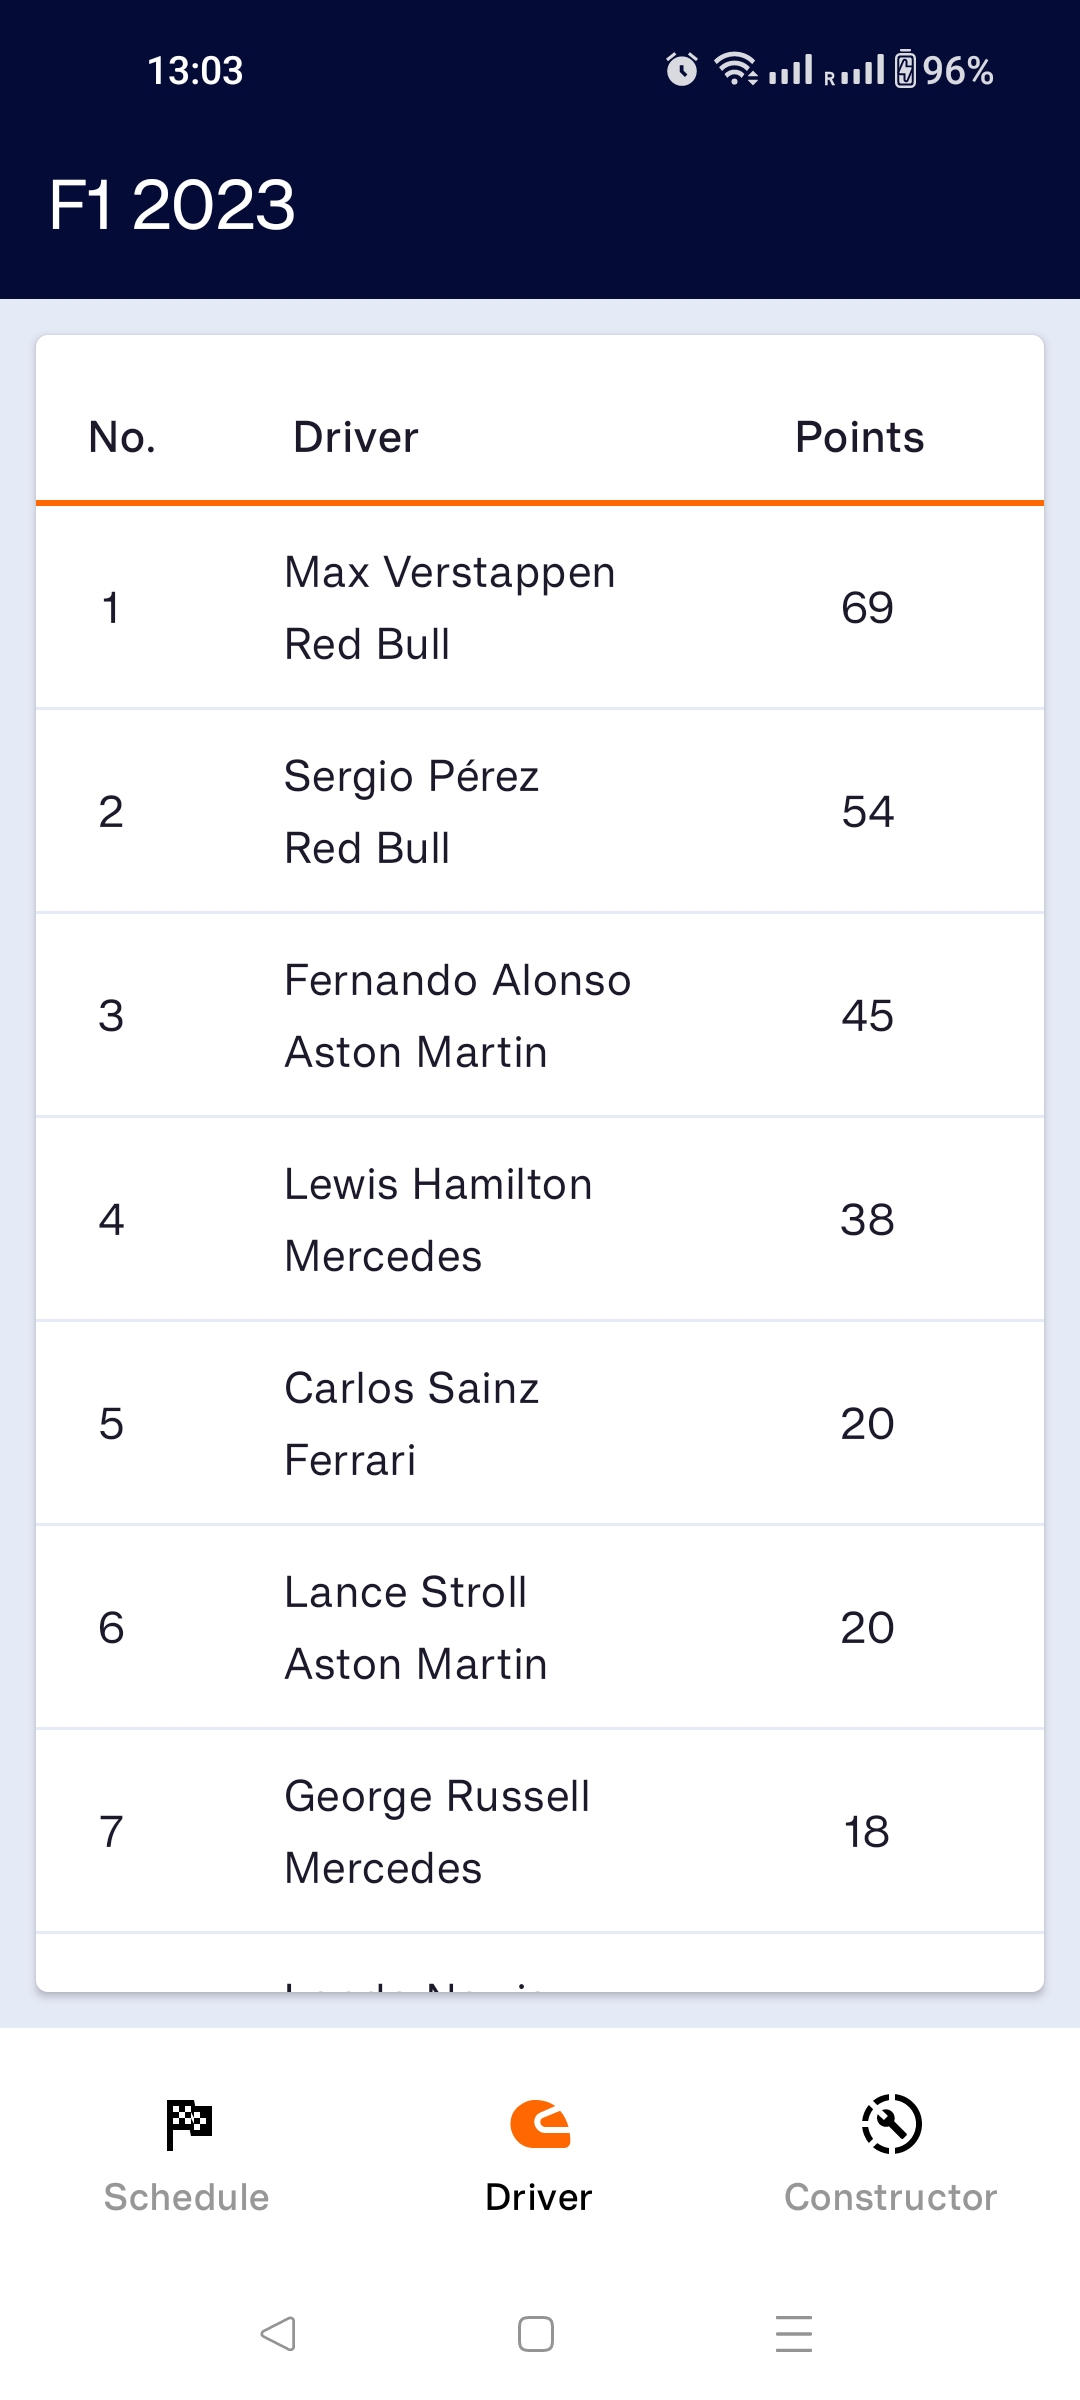 13:03 R 96%
F1 2023
No. Driver Points
1 Max Verstappen 69
Red Bull
2 Sergio Pérez 54
Red Bull
3 Fernando Alonso 45
Aston Martin
4 Lewis Hamilton 38
Mercedes
5 Carlos Sainz 20
Ferrari
6 Lance Stroll 20
Aston Martin
7 George Russell 18
Mercedes
Schedule Driver Constructor